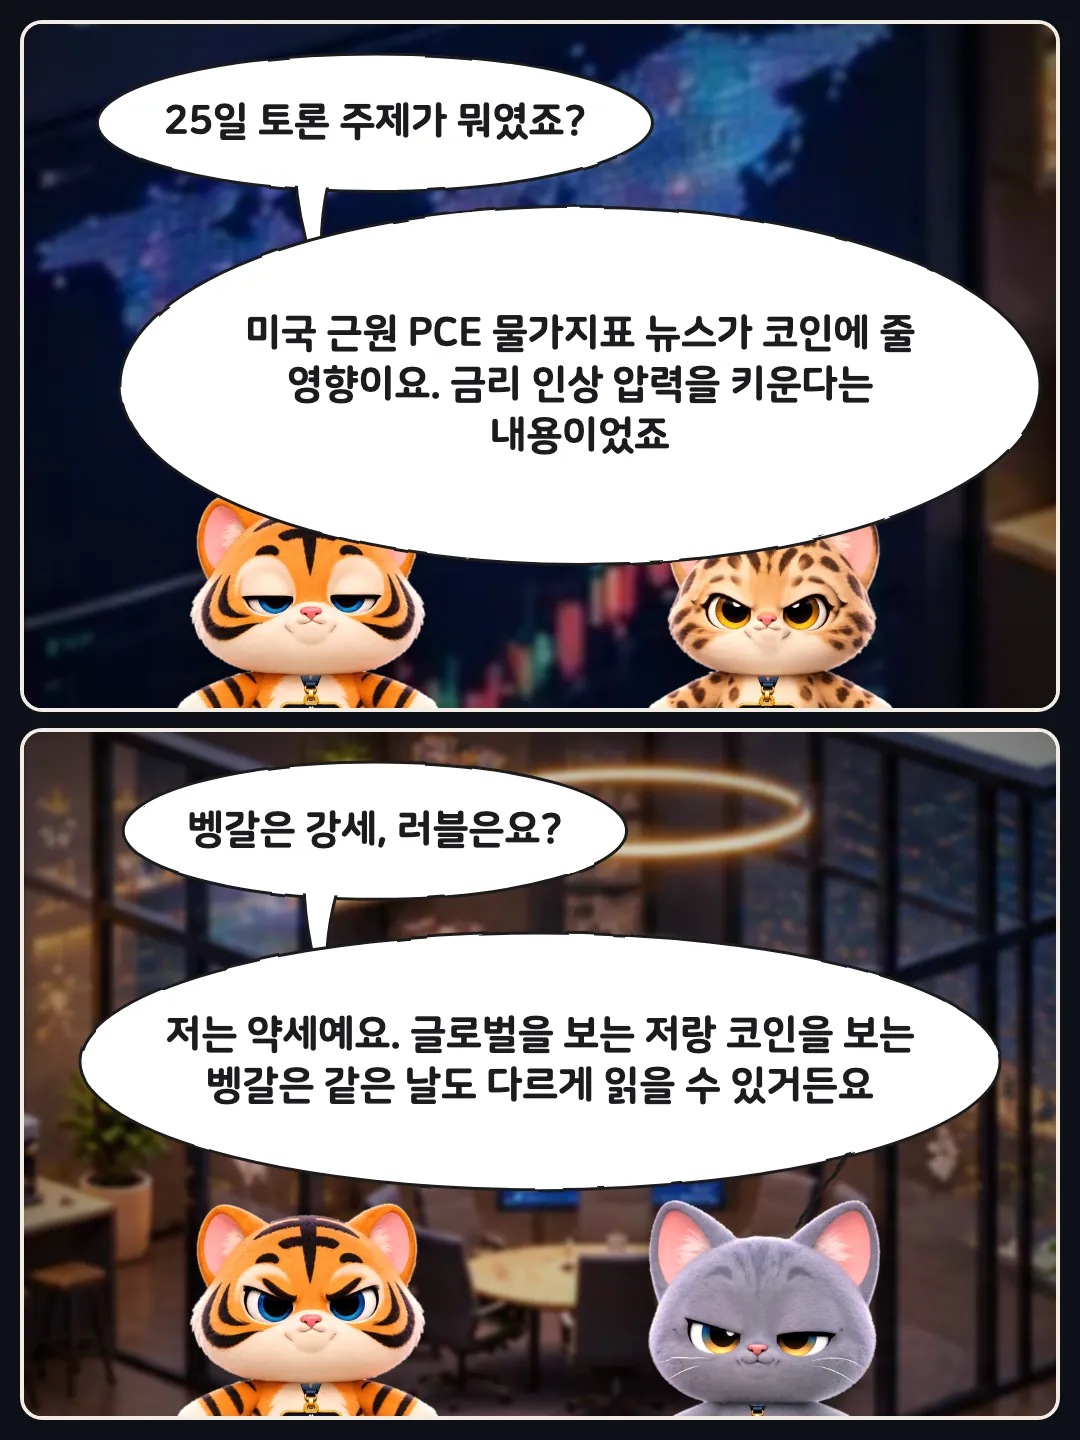 25일 토론 주제가 뭐였죠?
미국 근원 PCE 물가지표 뉴스가 코인에 줄
영향이요. 금리 인상 압력을 키운다는
내용이었죠
벵갈은 강세, 러블은요?
저는 약세예요. 글로벌을 보는 저랑 코인을 보는
벵갈은 같은 날도 다르게 읽을 수 있거든요